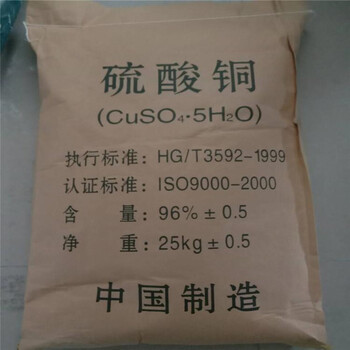 硫酸铜
(CuSO₄·5H₂O)
执行标准：HG/T3592-1999
认证标准：ISO9000-2000
含 量：96%±0.5
净 重：25kg±0.5
中国制造